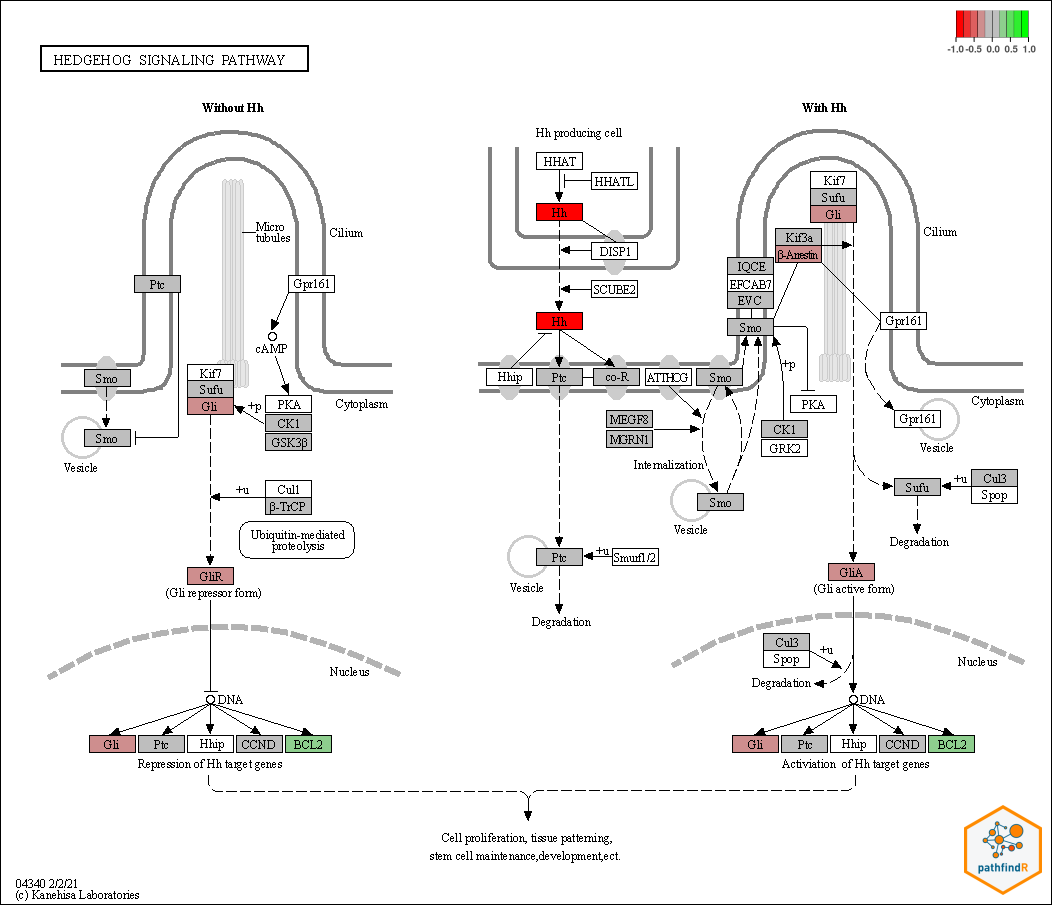 -1.0 -0.5 0.0 0.5 1.0
HEDGEHOG SIGNALING PATHWAY
Without Hh
With Hh
Hh producing cell
HHAT
HHATL
Hh
DISP1
SCUBE2
Hh
Micro
tubules
Cilium
Ptc
Gpr161
cAMP
Smo
Kif7
Sufu
Gli
+p
PKA
CK1
GSK3β
Cytoplasm
Smo
Vesicle
+u
Cul1
β-TrCP
Ubiquitin-mediated
proteolysis
GliR
(Gli repressor form)
Nucleus
DNA
Gli
Ptc
Hhip
CCND
BCL2
Repression of Hh target genes
Kif7
Sufu
Gli
Kif3a
β-Arrestin
Cilium
IQCE
EFCAB7
EVC
Smo
Gpr161
Hhip
Ptc
co-R
ATTHOG
Smo
+p
PKA
Cytoplasm
MEGF8
MGRN1
CK1
GRK2
Gpr161
Vesicle
Internalization
Smo
Vesicle
Sufu
+u
Cul3
Spop
Degradation
Ptc
+u
Smurf1/2
Vesicle
Degradation
GliA
(Gli active form)
Cul3
Spop
+u
Degradation
Nucleus
DNA
Gli
Ptc
Hhip
CCND
BCL2
Activiation of Hh target genes
Cell proliferation, tissue patterning,
stem cell maintenance,development,ect.
04340 2/2/21
(c) Kanehisa Laboratories
pathfindR